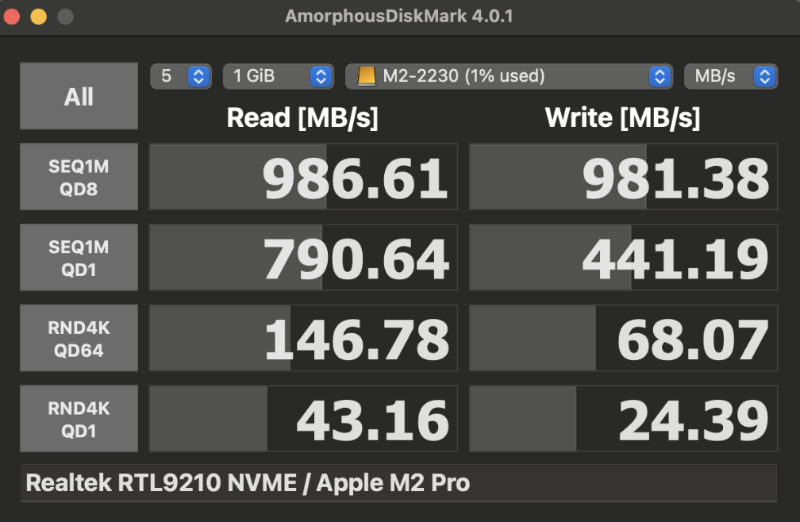 AmorphousDiskMark 4.0.1
All
5
1 GiB
M2-2230 (1% used)
MB/s
Read [MB/s]
Write [MB/s]
SEQ1M
QD8
986.61
981.38
SEQ1M
QD1
790.64
441.19
RND4K
QD64
146.78
68.07
RND4K
QD1
43.16
24.39
Realtek RTL9210 NVME / Apple M2 Pro